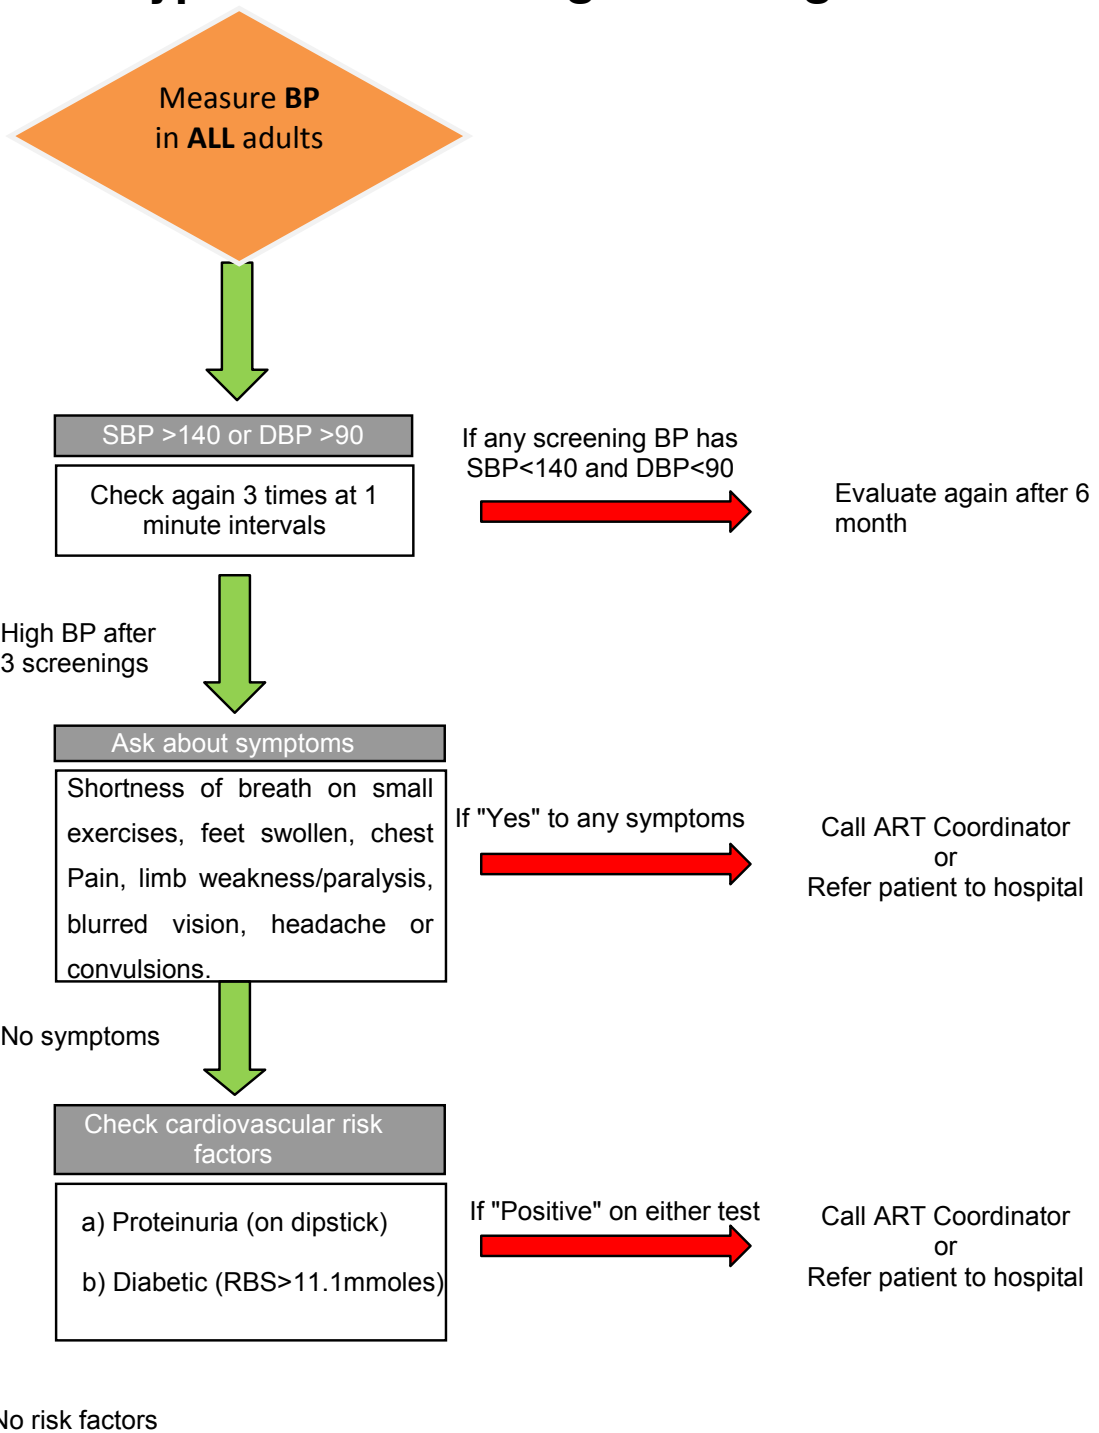 Measure BP
in ALL adults
SBP >140 or DBP >90
Check again 3 times at 1
minute intervals
If any screening BP has
SBP<140 and DBP<90
Evaluate again after 6
month
High BP after
3 screenings
Ask about symptoms
Shortness of breath on small
exercises, feet swollen, chest
Pain, limb weakness/paralysis,
blurred vision, headache or
convulsions.
If "Yes" to any symptoms
Call ART Coordinator
or
Refer patient to hospital
No symptoms
Check cardiovascular risk
factors
a) Proteinuria (on dipstick)
b) Diabetic (RBS>11.1mmoles)
If "Positive" on either test
Call ART Coordinator
or
Refer patient to hospital
No risk factors